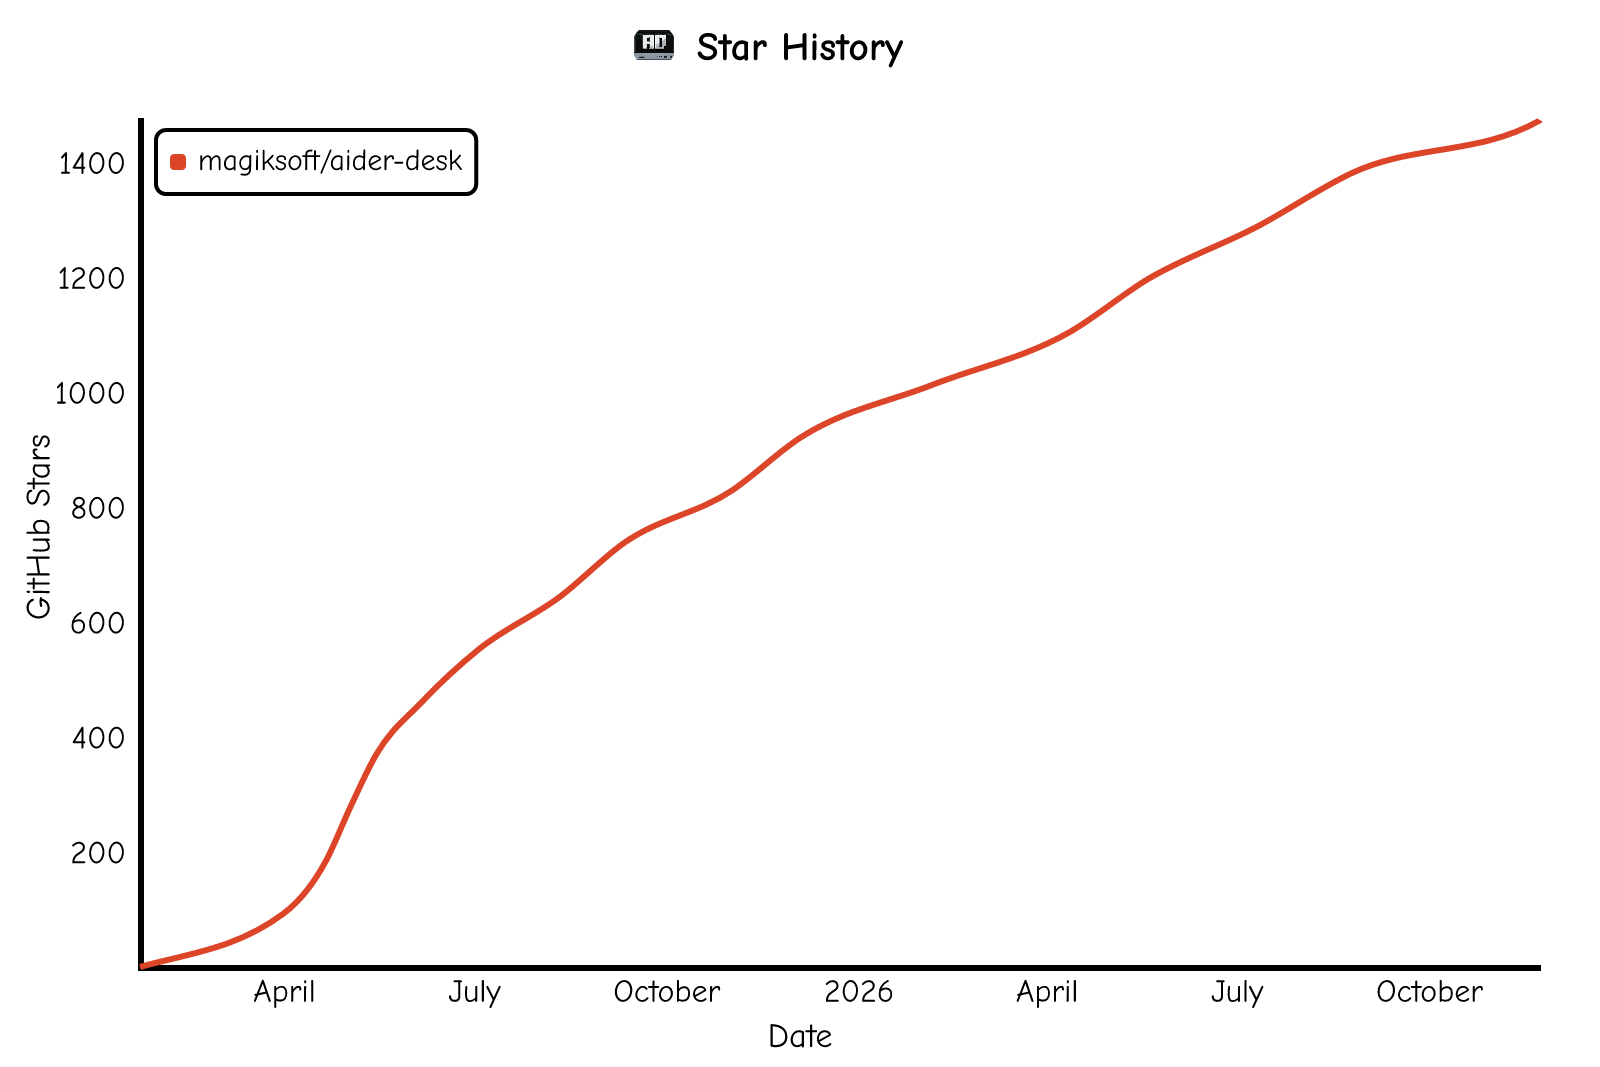 AD Star History
magiksoft/aider-desk
1400
1200
1000
800
600
400
200
GitHub Stars
April July October 2026 April July October
Date